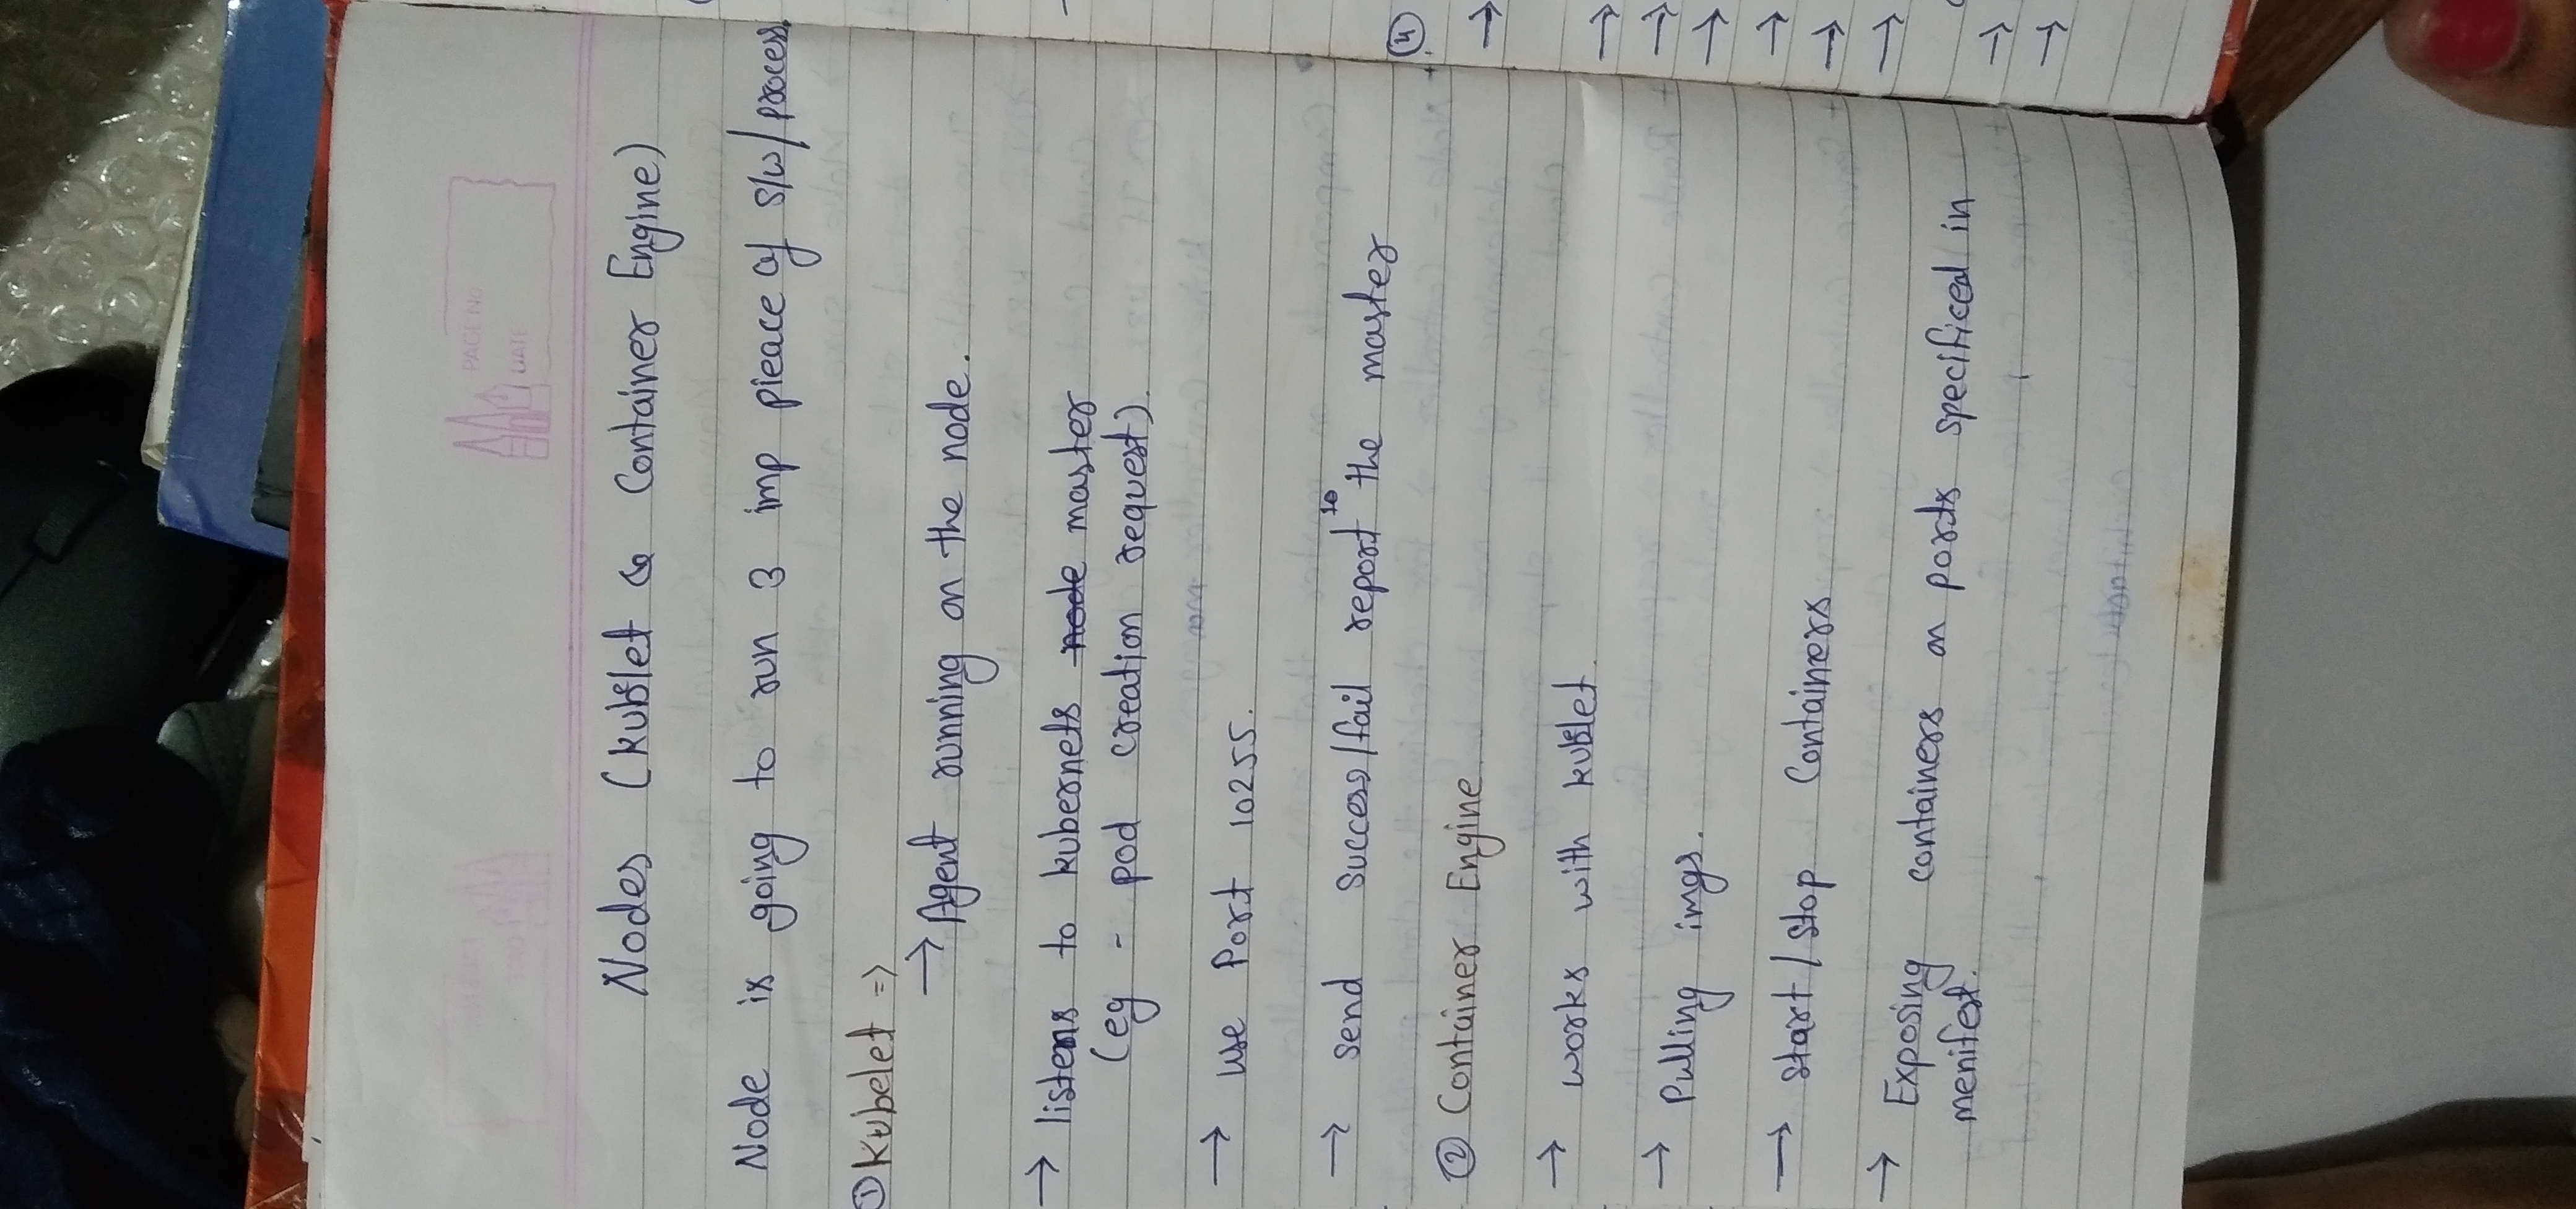 PAGE No
DATE
Nodes (kublet & Container Engine)
Node is going to run 3 imp pieace of s/w/process.
① Kubelet =>
→ Agent running on the node.
→ listens to kubernets node master
(eg - pod creation request).
→ use Port 10255.
→ send success/fail report to the master
② Container Engine
→ works with kublet.
→ Pulling imgs.
→ start/stop Containers
→ Exposing containers on ports specificed in
menifest.
④
→
→
→
→
→
→
→
→
→